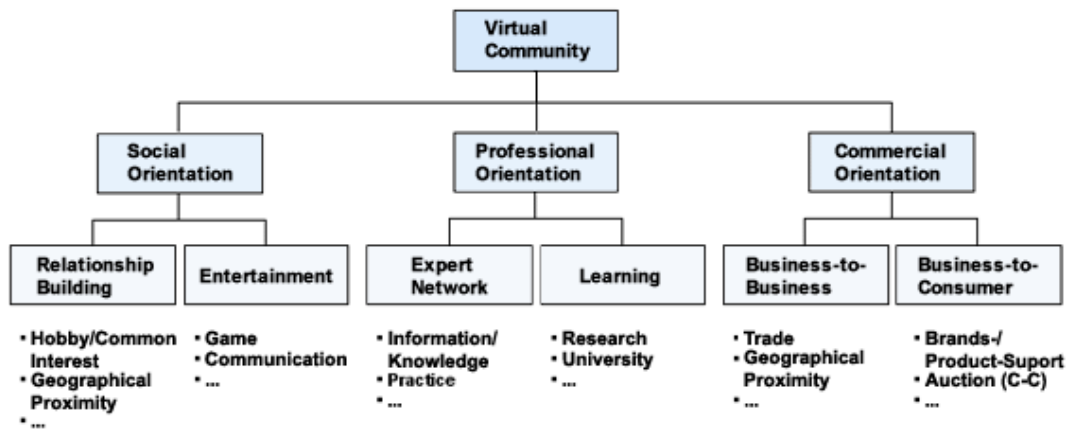 Virtual
Community
Social
Orientation
Professional
Orientation
Commercial
Orientation
Relationship
Building
Entertainment
Expert
Network
Learning
Business-to-
Business
Business-to-
Consumer
▪ Hobby/Common
Interest
▪ Geographical
Proximity
▪ ...
▪ Game
▪ Communication
▪ ...
▪ Information/
Knowledge
▪ Practice
▪ ...
▪ Research
▪ University
▪ ...
▪ Trade
▪ Geographical
Proximity
▪ ...
▪ Brands-/
Product-Suport
▪ Auction (C-C)
▪ ...